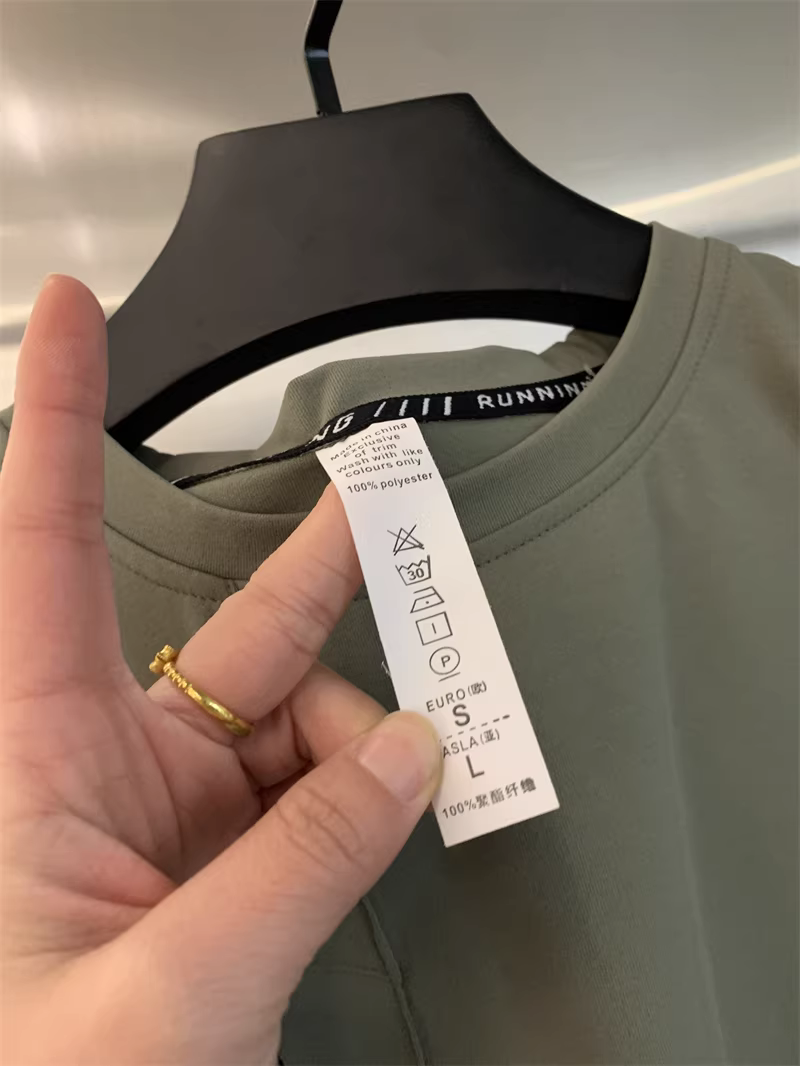 NG ///// RUNNIN
Made in china
Exclusive
of trim
Wash with like
colours only
100% polyester
30
P
EURO(欧)
S
ASLA(亚)
L
100%聚酯纤维